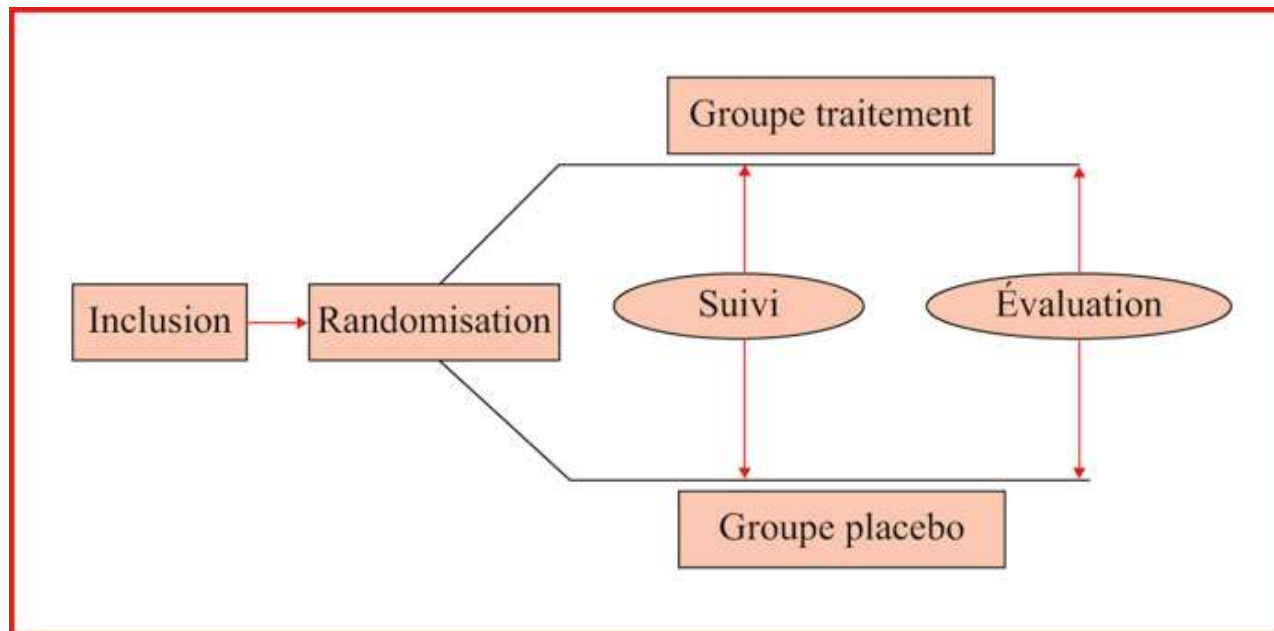 Groupe traitement
Inclusion
Randomisation
Suivi
Évaluation
Groupe placebo